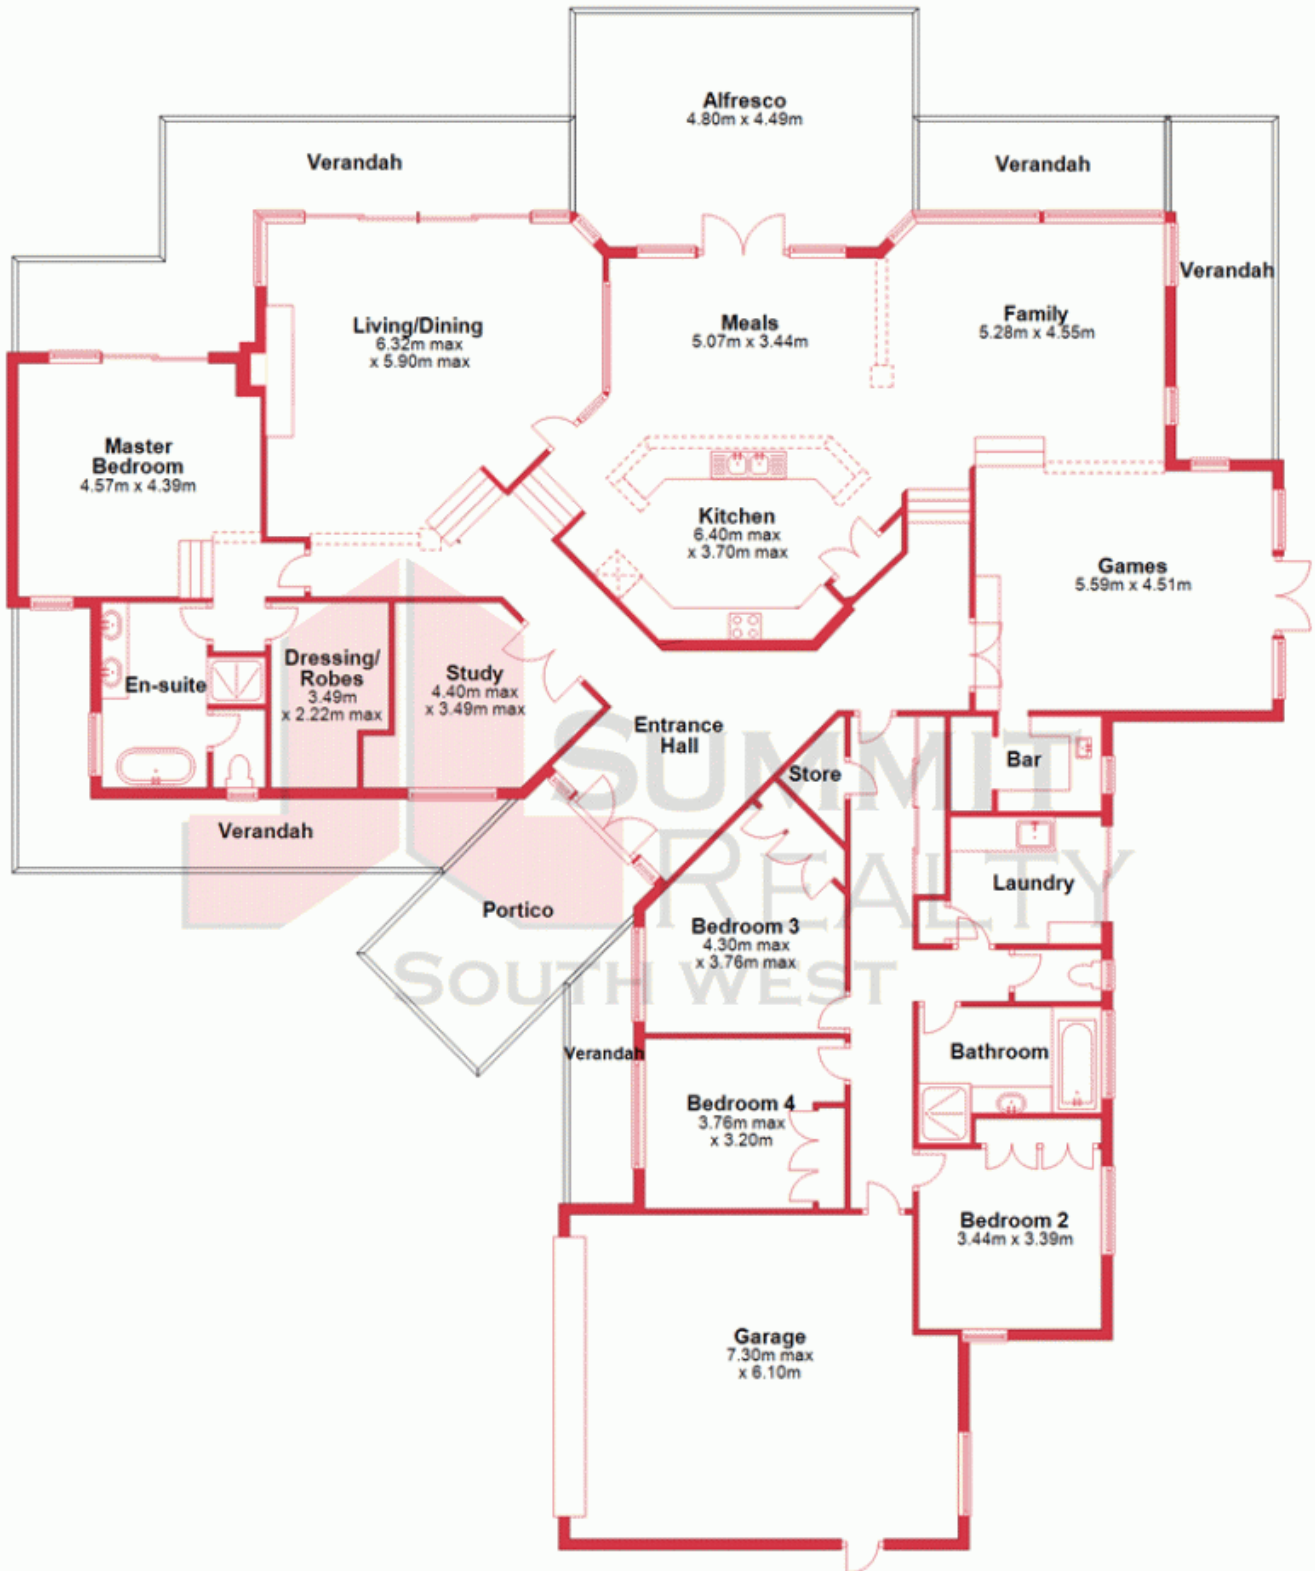 Alfresco
4.80m x 4.49m
Verandah
Verandah
Verandah
Living/Dining
6.32m max
x 5.90m max
Meals
5.07m x 3.44m
Family
5.28m x 4.55m
Master
Bedroom
4.57m x 4.39m
Kitchen
6.40m max
x 3.70m max
Games
5.59m x 4.51m
En-suite
Dressing/
Robes
3.49m
x 2.22m max
Study
4.40m max
x 3.49m max
Entrance
Hall
Store
Bar
SUMMIT
REALTY
SOUTH WEST
Verandah
Portico
Laundry
Bedroom 3
4.30m max
x 3.76m max
Verandah
Bathroom
Bedroom 4
3.76m max
x 3.20m
Bedroom 2
3.44m x 3.39m
Garage
7.30m max
x 6.10m